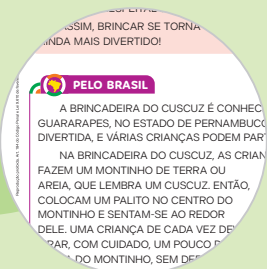 ASSIM, BRINCAR SE TORNA
AINDA MAIS DIVERTIDO!
PELO BRASIL
A BRINCADEIRA DO CUSCUZ É
GUARARAPES, NO ESTADO DE PERNAMBUCO
DIVERTIDA, E VÁRIAS CRIANÇAS PODEM
NA BRINCADEIRA DO CUSCUZ, AS
FAZEM UM MONTINHO DE TERRA OU
AREIA, QUE LEMBRA UM CUSCUZ. ENTÃO,
COLOCAM UM PALITO NO CENTRO DO
MONTINHO E SENTAM-SE AO REDOR
DELE. UMA CRIANÇA DE CADA VEZ
COM CUIDADO, UM POUCO
DO MONTINHO, SEM